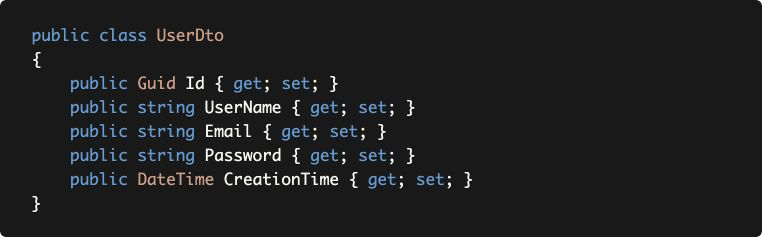 public class UserDto
{
    public Guid Id { get; set; }
    public string UserName { get; set; }
    public string Email { get; set; }
    public string Password { get; set; }
    public DateTime CreationTime { get; set; }
}